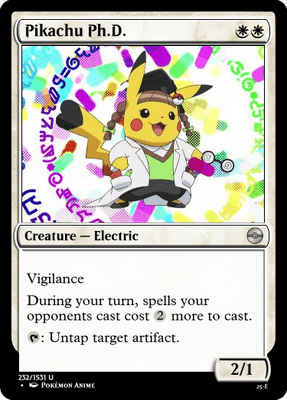 Pikachu Ph.D.
Creature — Electric
Vigilance
During your turn, spells your
opponents cast cost 2 more to cast.
: Untap target artifact.
2/1
232/1531 U
• Pokémon Anime
25-E